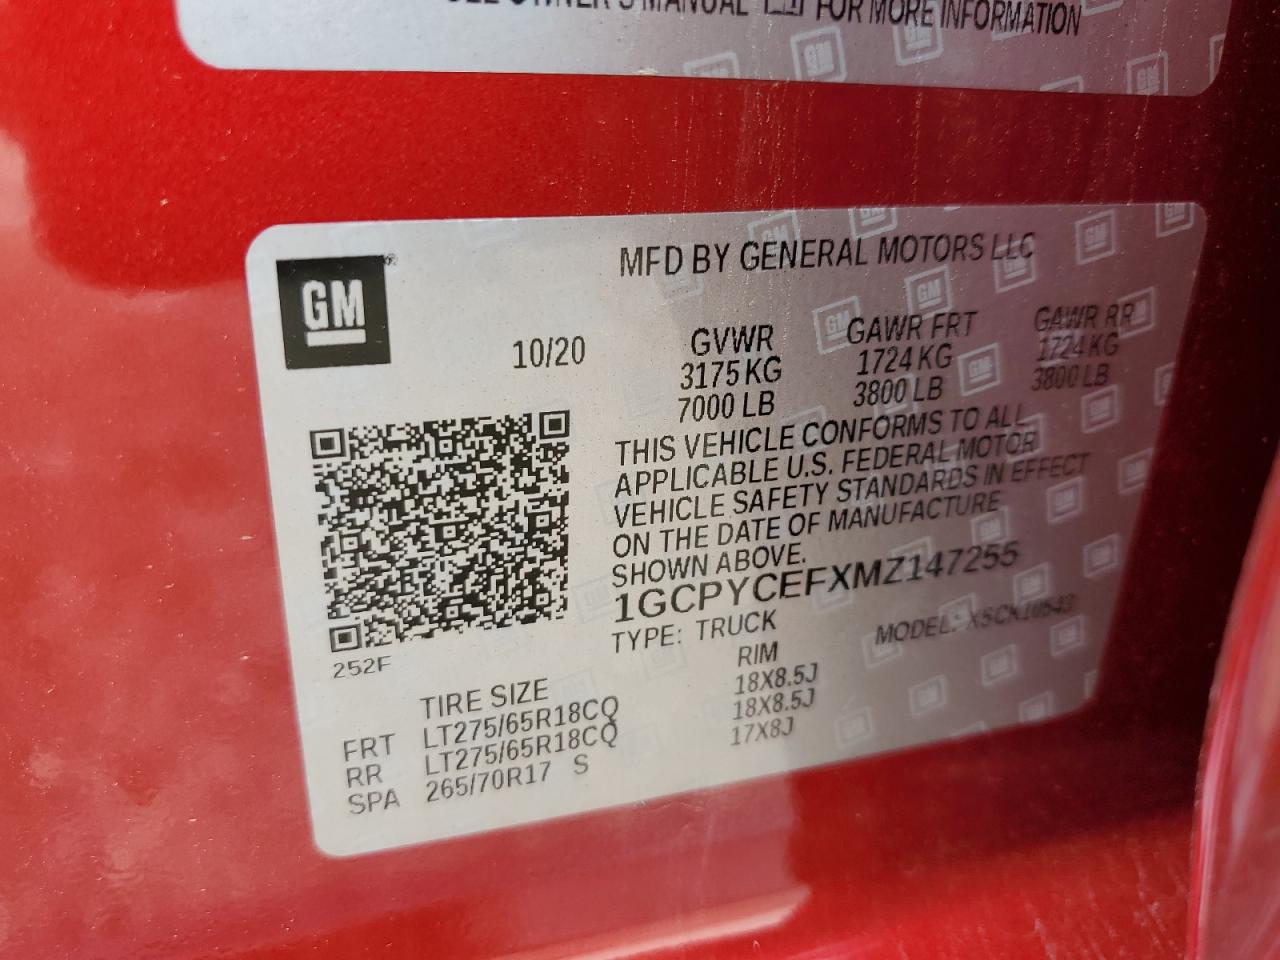 OWNER'S MANUAL FOR MORE INFORMATION
GM
MFD BY GENERAL MOTORS LLC
10/20
GVWR GAWR FRT GAWR RR
3175 KG 1724 KG 1724 KG
7000 LB 3800 LB 3800 LB
THIS VEHICLE CONFORMS TO ALL
APPLICABLE U.S. FEDERAL MOTOR
VEHICLE SAFETY STANDARDS IN EFFECT
ON THE DATE OF MANUFACTURE
SHOWN ABOVE.
1GCPYCEFXMZ147255
TYPE: TRUCK MODEL: X5CK10543
252F
TIRE SIZE RIM
FRT LT275/65R18CQ 18X8.5J
RR LT275/65R18CQ 18X8.5J
SPA 265/70R17 S 17X8J